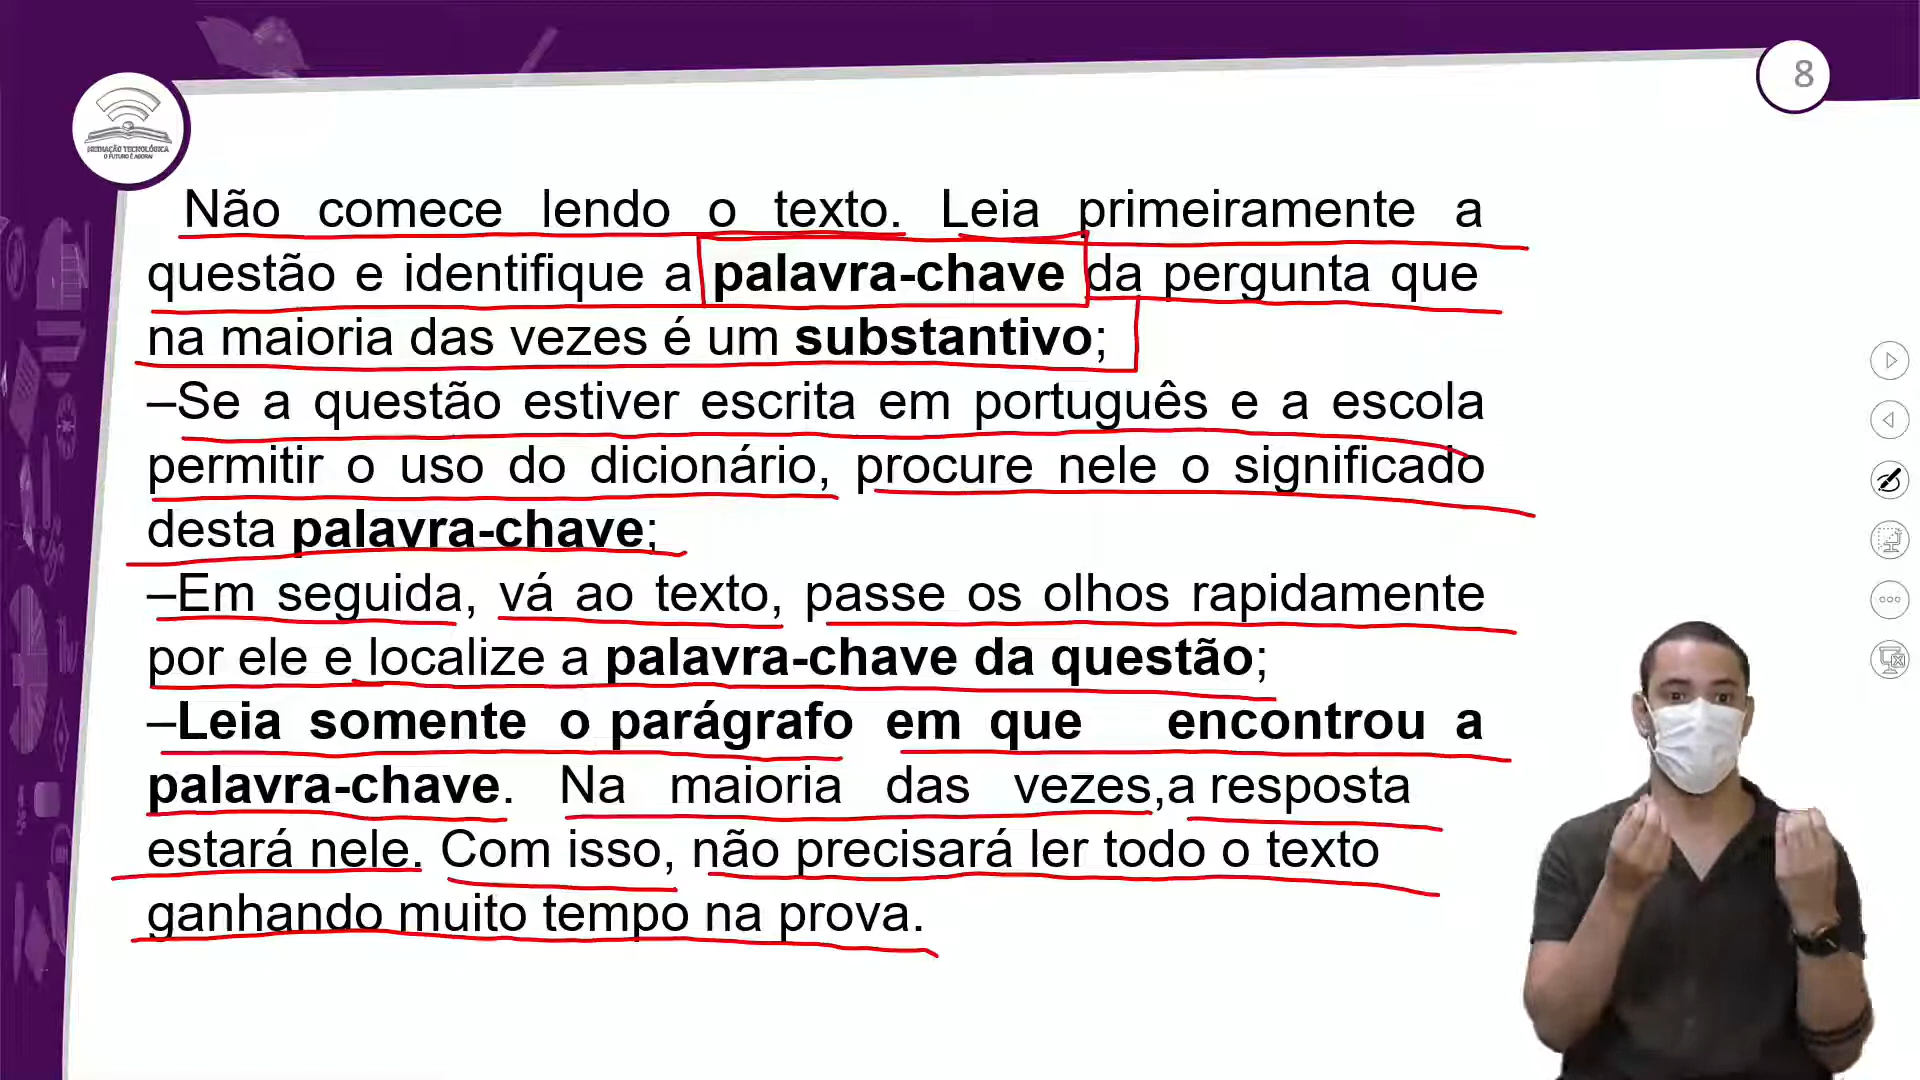 8
MEDIAÇÃO TECNOLÓGICA
O FUTURO É AGORA!
Não comece lendo o texto. Leia primeiramente a
questão e identifique a palavra-chave da pergunta que
na maioria das vezes é um substantivo;
–Se a questão estiver escrita em português e a escola
permitir o uso do dicionário, procure nele o significado
desta palavra-chave;
–Em seguida, vá ao texto, passe os olhos rapidamente
por ele e localize a palavra-chave da questão;
–Leia somente o parágrafo em que encontrou a
palavra-chave. Na maioria das vezes,a resposta
estará nele. Com isso, não precisará ler todo o texto
ganhando muito tempo na prova.